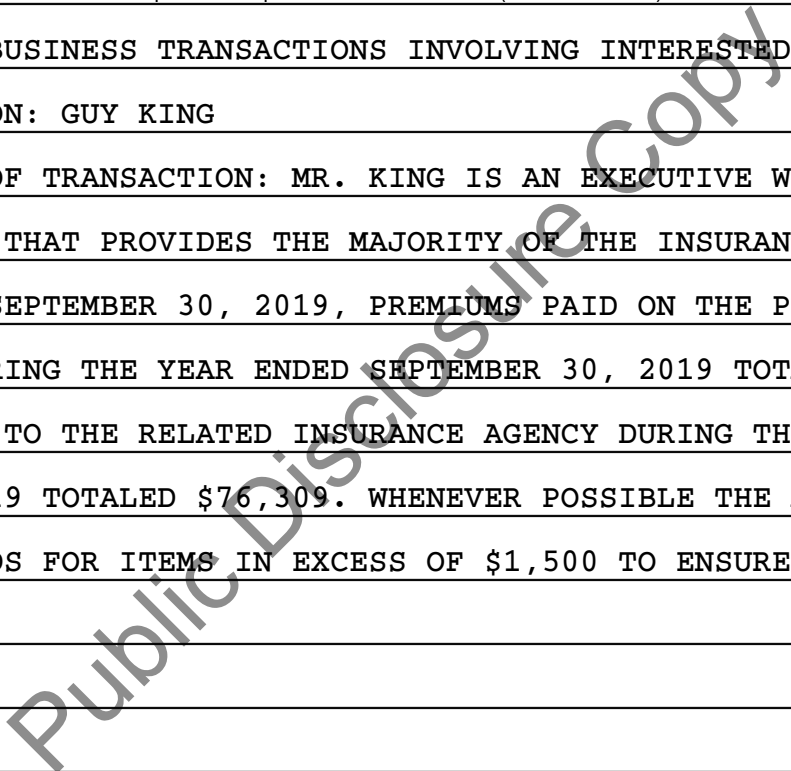 BUSINESS TRANSACTIONS INVOLVING INTERESTED
ON: GUY KING
OF TRANSACTION: MR. KING IS AN EXECUTIVE W
THAT PROVIDES THE MAJORITY OF THE INSURAN
SEPTEMBER 30, 2019, PREMIUMS PAID ON THE P
RING THE YEAR ENDED SEPTEMBER 30, 2019 TOT
TO THE RELATED INSURANCE AGENCY DURING TH
19 TOTALED $76,309. WHENEVER POSSIBLE THE
DS FOR ITEMS IN EXCESS OF $1,500 TO ENSURE
Public Disclosure Copy